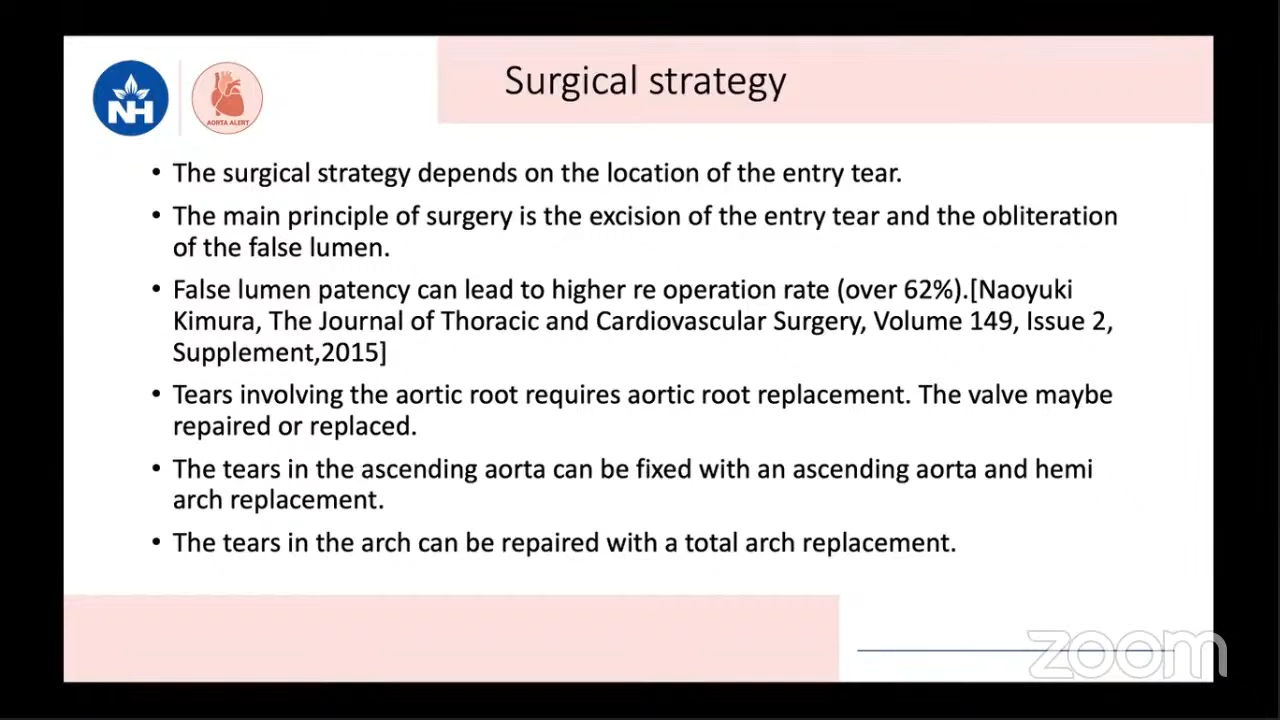 NH
AORTA ALERT
Surgical strategy
• The surgical strategy depends on the location of the entry tear.
• The main principle of surgery is the excision of the entry tear and the obliteration
of the false lumen.
• False lumen patency can lead to higher re operation rate (over 62%).[Naoyuki
Kimura, The Journal of Thoracic and Cardiovascular Surgery, Volume 149, Issue 2,
Supplement,2015]
• Tears involving the aortic root requires aortic root replacement. The valve maybe
repaired or replaced.
• The tears in the ascending aorta can be fixed with an ascending aorta and hemi
arch replacement.
• The tears in the arch can be repaired with a total arch replacement.
zoom